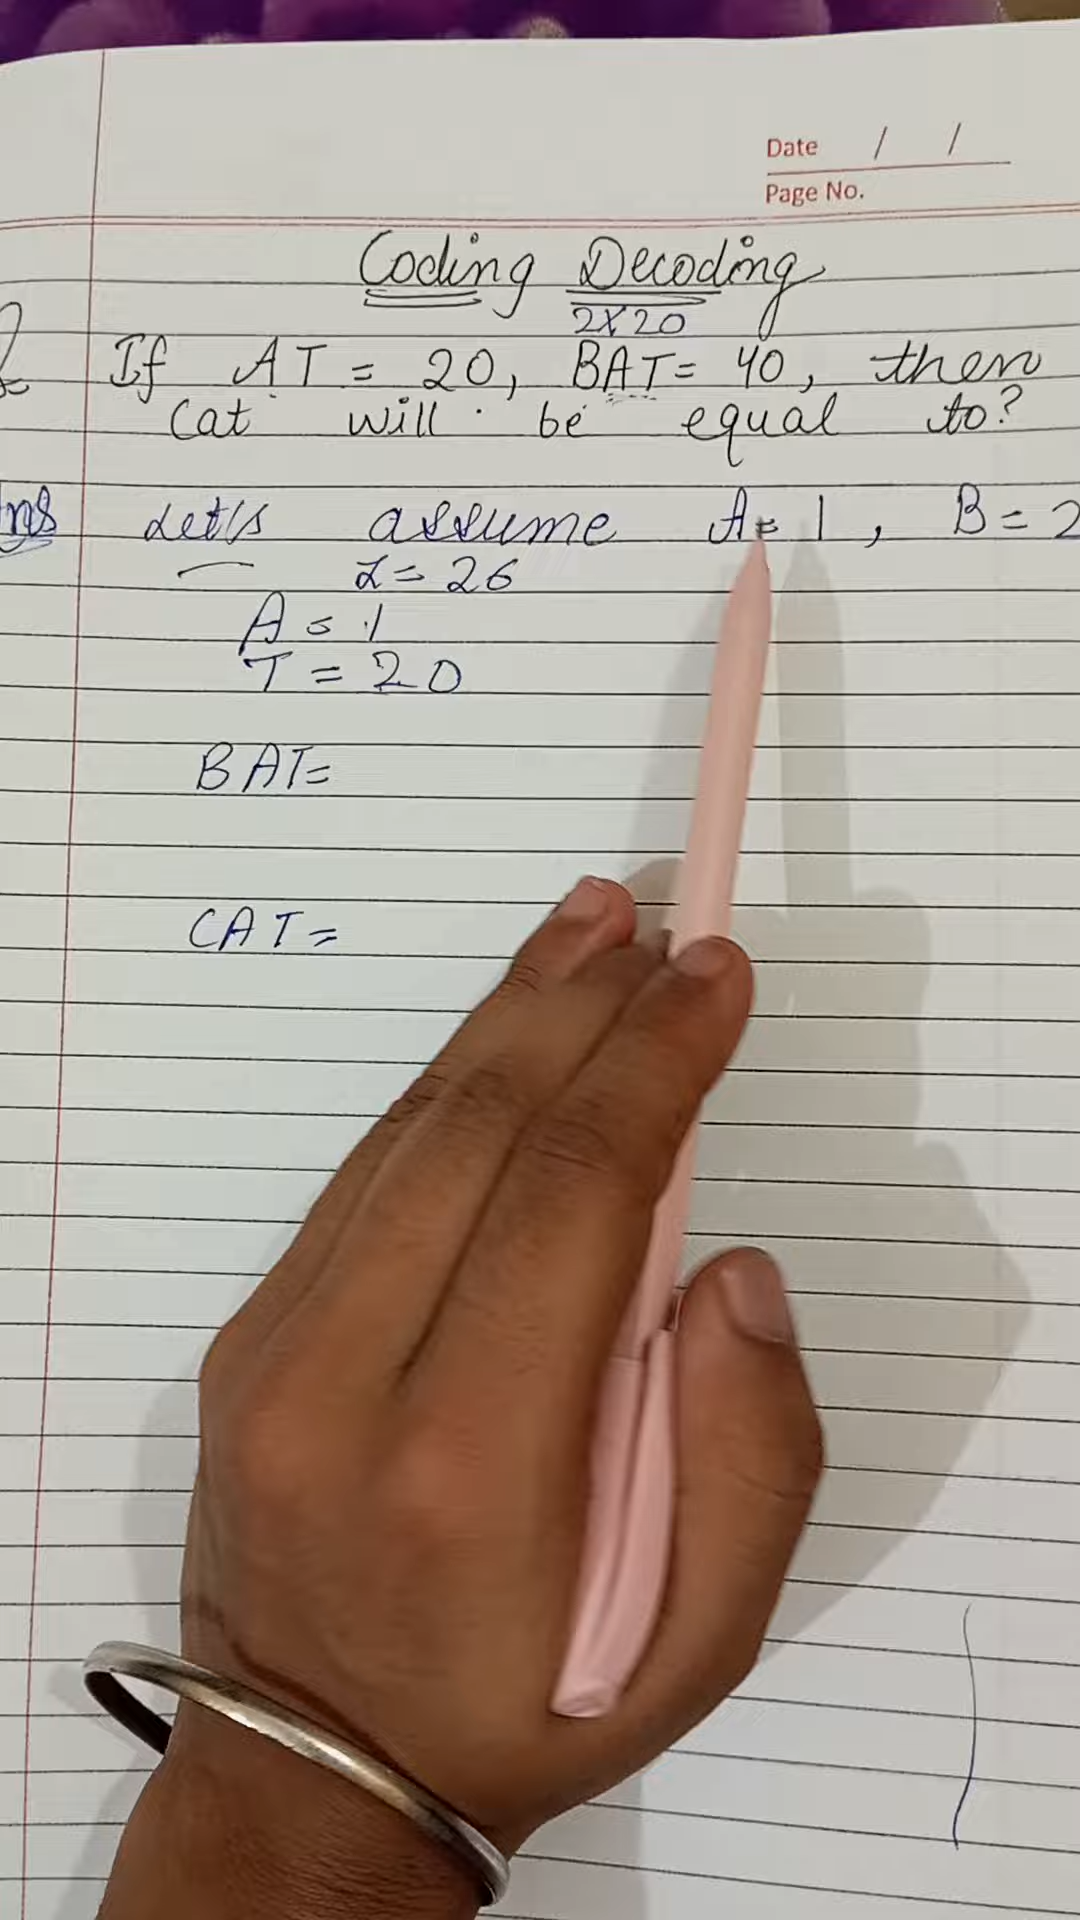 Date / /
Page No.
Coding Decoding
2X20
If AT = 20, BAT = 40, then
Cat will be equal to?
Ans Let's assume A = 1, B = 2
Z = 26
A = 1
T = 20
BAT =
CAT =